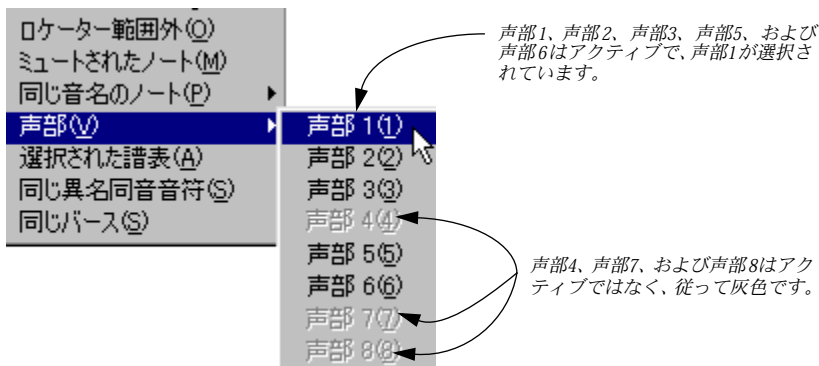 ロケーター範囲外(O)
ミュートされたノート(M)
同じ音名のノート(P)
声部(V)
選択された譜表(A)
同じ異名同音音符(S)
同じバース(S)
声部 1(1)
声部 2(2)
声部 3(3)
声部 4(4)
声部 5(5)
声部 6(6)
声部 7(7)
声部 8(8)
声部1、声部2、声部3、声部5、および
声部6はアクティブで、声部1が選択さ
れています。
声部4、声部7、および声部8はアク
ティブではなく、従って灰色です。